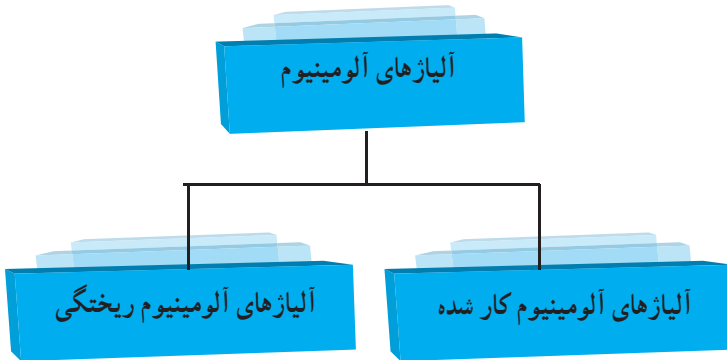 آلیاژهای آلومینیوم
آلیاژهای آلومینیوم کار شده
آلیاژهای آلومینیوم ریختگی